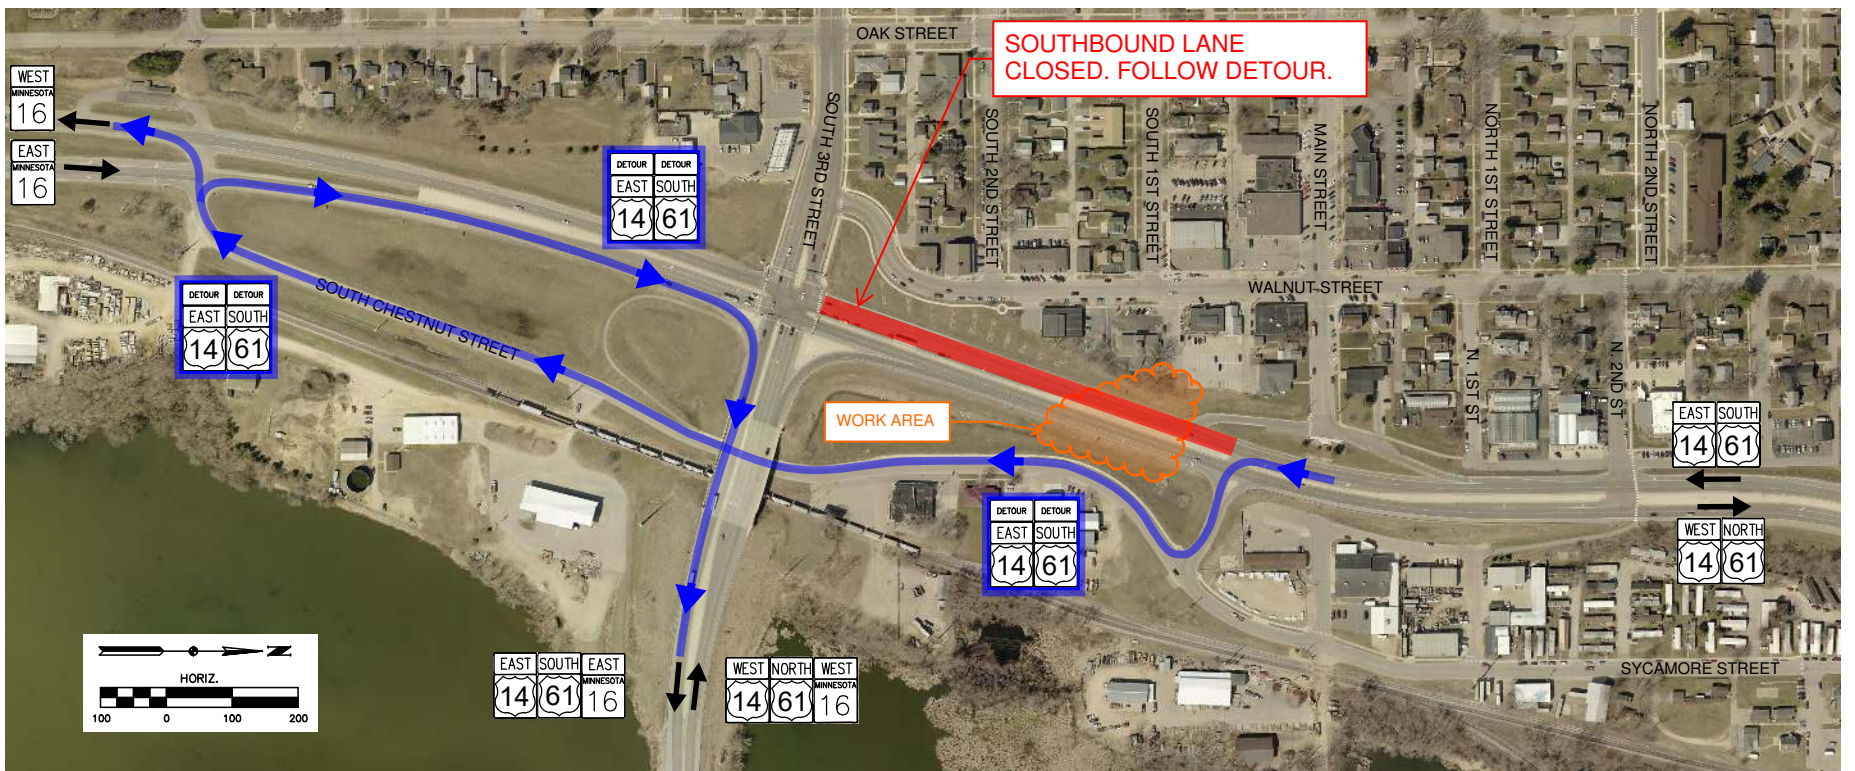 OAK STREET
SOUTHBOUND LANE
CLOSED. FOLLOW DETOUR.
WEST
MINNESOTA
16
EAST
MINNESOTA
16
SOUTH 3RD STREET
SOUTH 2ND STREET
SOUTH 1ST STREET
MAIN STREET
NORTH 1ST STREET
NORTH 2ND STREET
DETOUR DETOUR
EAST SOUTH
14 61
WALNUT STREET
DETOUR DETOUR
EAST SOUTH
14 61
SOUTH CHESTNUT STREET
N. 1ST ST
N. 2ND ST
WORK AREA
EAST SOUTH
14 61
DETOUR DETOUR
EAST SOUTH
14 61
WEST NORTH
14 61
EAST SOUTH EAST
14 61 MINNESOTA 16
WEST NORTH WEST
14 61 MINNESOTA 16
SYCAMORE STREET
N
HORIZ.
100 0 100 200